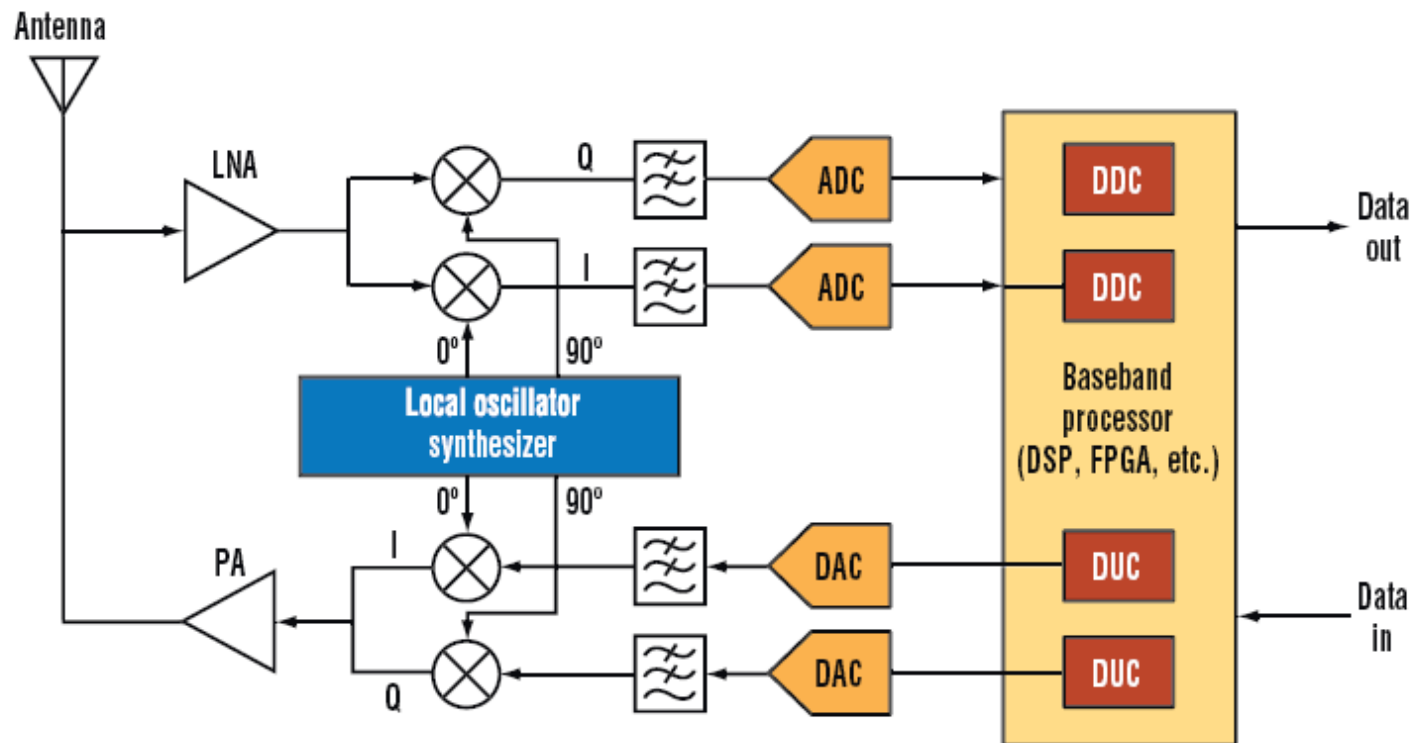 Antenna
LNA
Q
ADC
DDC
Data
out
I
ADC
DDC
0º
90º
Local oscillator
synthesizer
Baseband
processor
(DSP, FPGA, etc.)
0º
90º
I
DAC
DUC
PA
Data
in
Q
DAC
DUC